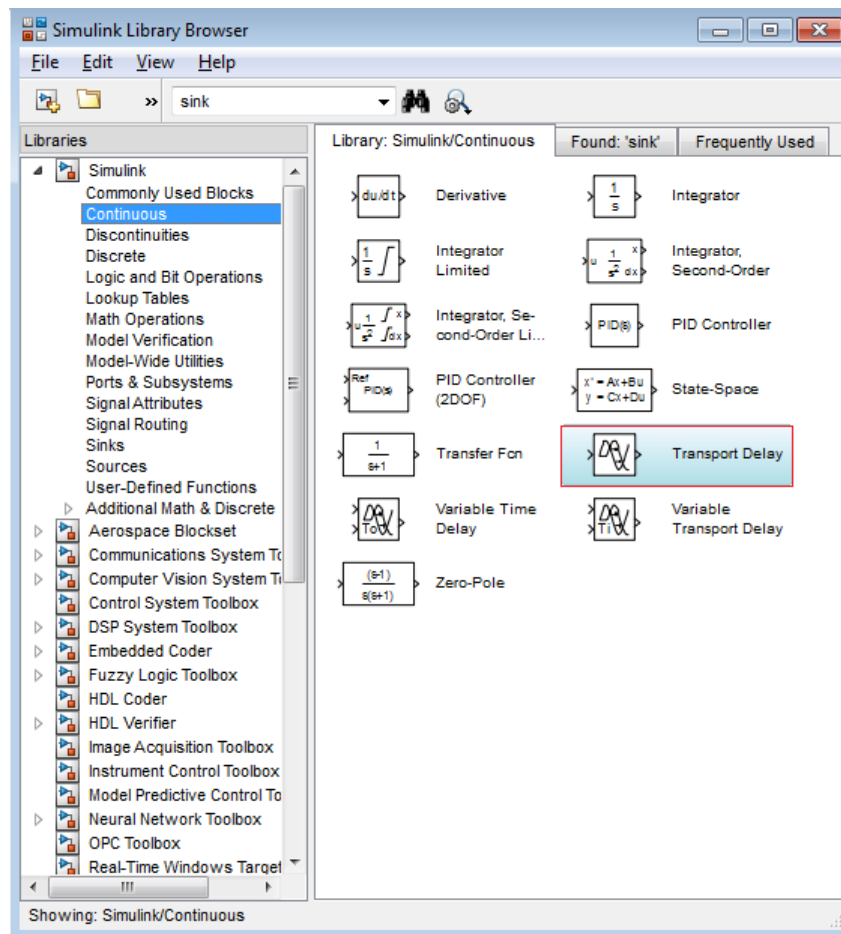 Simulink Library Browser
File Edit View Help
» sink
Libraries
Simulink
Commonly Used Blocks
Continuous
Discontinuities
Discrete
Logic and Bit Operations
Lookup Tables
Math Operations
Model Verification
Model-Wide Utilities
Ports & Subsystems
Signal Attributes
Signal Routing
Sinks
Sources
User-Defined Functions
Additional Math & Discrete
Aerospace Blockset
Communications System To
Computer Vision System T
Control System Toolbox
DSP System Toolbox
Embedded Coder
Fuzzy Logic Toolbox
HDL Coder
HDL Verifier
Image Acquisition Toolbox
Instrument Control Toolbox
Model Predictive Control To
Neural Network Toolbox
OPC Toolbox
Real-Time Windows Target
Library: Simulink/Continuous Found: 'sink' Frequently Used
du/dt Derivative
1
s
Integrator
1
s ∫
Integrator
Limited
u 1 x
s² dx
Integrator,
Second-Order
u 1 ∫x
s² ∫dx
Integrator, Se-
cond-Order Li...
PID(s) PID Controller
Ref
PID(s)
PID Controller
(2DOF)
x' = Ax+Bu
y = Cx+Du
State-Space
1
s+1
Transfer Fcn
Transport Delay
To
Variable Time
Delay
Ti
Variable
Transport Delay
(s-1)
s(s+1)
Zero-Pole
Showing: Simulink/Continuous